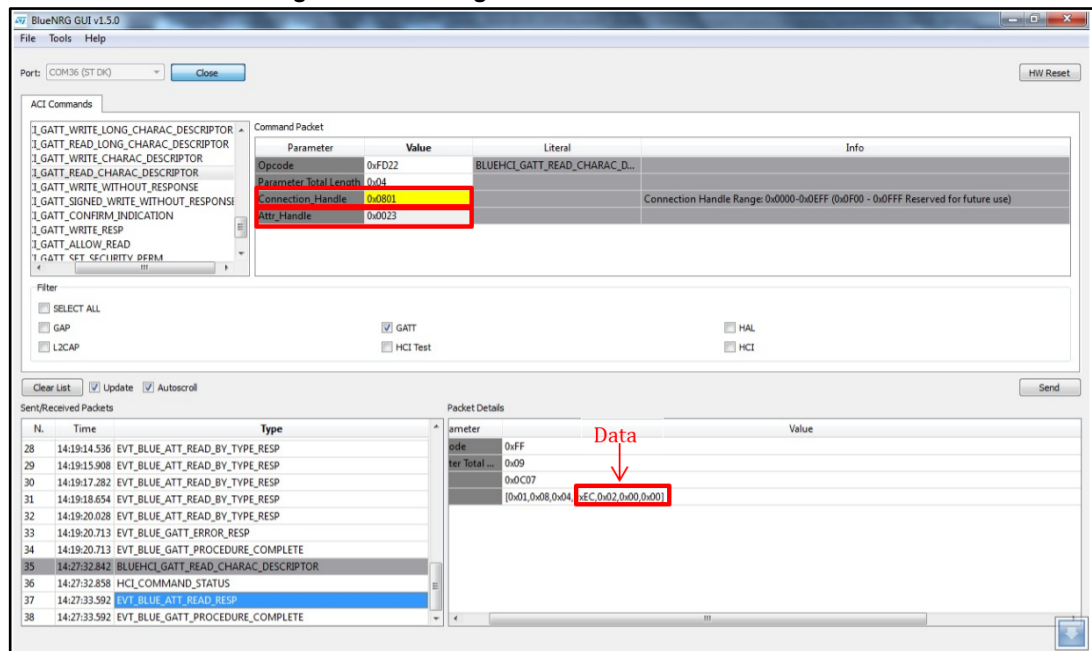 BlueNRG GUI v1.5.0
File Tools Help
Port: COM36 (ST DK) Close HW Reset
ACI Commands
I_GATT_WRITE_LONG_CHARAC_DESCRIPTOR
I_GATT_READ_LONG_CHARAC_DESCRIPTOR
I_GATT_WRITE_CHARAC_DESCRIPTOR
I_GATT_READ_CHARAC_DESCRIPTOR
I_GATT_WRITE_WITHOUT_RESPONSE
I_GATT_SIGNED_WRITE_WITHOUT_RESPONSE
I_GATT_CONFIRM_INDICATION
I_GATT_WRITE_RESP
I_GATT_ALLOW_READ
I_GATT_SET_SECURITY_PERM
Command Packet
Parameter Value Literal Info
Opcode 0xFD22 BLUEHCI_GATT_READ_CHARAC_D...
Parameter Total Length 0x04
Connection_Handle 0x0801 Connection Handle Range: 0x0000-0x0EFF (0x0F00 - 0x0FFF Reserved for future use)
Attr_Handle 0x0023
Filter
SELECT ALL
GAP GATT HAL
L2CAP HCI Test HCI
Clear List Update Autoscroll Send
Sent/Received Packets
N. Time Type
28 14:19:14.536 EVT_BLUE_ATT_READ_BY_TYPE_RESP
29 14:19:15.908 EVT_BLUE_ATT_READ_BY_TYPE_RESP
30 14:19:17.282 EVT_BLUE_ATT_READ_BY_TYPE_RESP
31 14:19:18.654 EVT_BLUE_ATT_READ_BY_TYPE_RESP
32 14:19:20.028 EVT_BLUE_ATT_READ_BY_TYPE_RESP
33 14:19:20.713 EVT_BLUE_GATT_ERROR_RESP
34 14:19:20.713 EVT_BLUE_GATT_PROCEDURE_COMPLETE
35 14:27:32.842 BLUEHCI_GATT_READ_CHARAC_DESCRIPTOR
36 14:27:32.858 HCI_COMMAND_STATUS
37 14:27:33.592 EVT_BLUE_ATT_READ_RESP
38 14:27:33.592 EVT_BLUE_GATT_PROCEDURE_COMPLETE
Packet Details
ameter Value
Data
ode 0xFF
ter Total ... 0x09
0x0C07
[0x01,0x08,0x04, xEC,0x02,0x00,0x00]